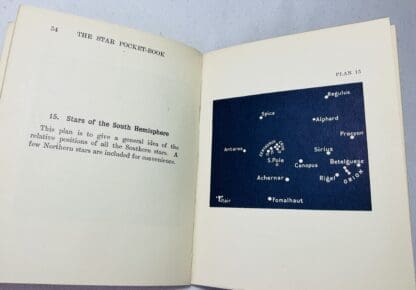 54
THE STAR POCKET-BOOK
15. Stars of the South Hemisphere
This plan is to give a general idea of the
relative positions of all the Southern stars. A
few Northern stars are included for convenience.
PLAN 15
Regulus
Spica
Alphard
Procyon
Antares
Sirius
S.Pole
Canopus
Betelguese
Achernar
Rigel
ORION
Altair
Fomalhaut